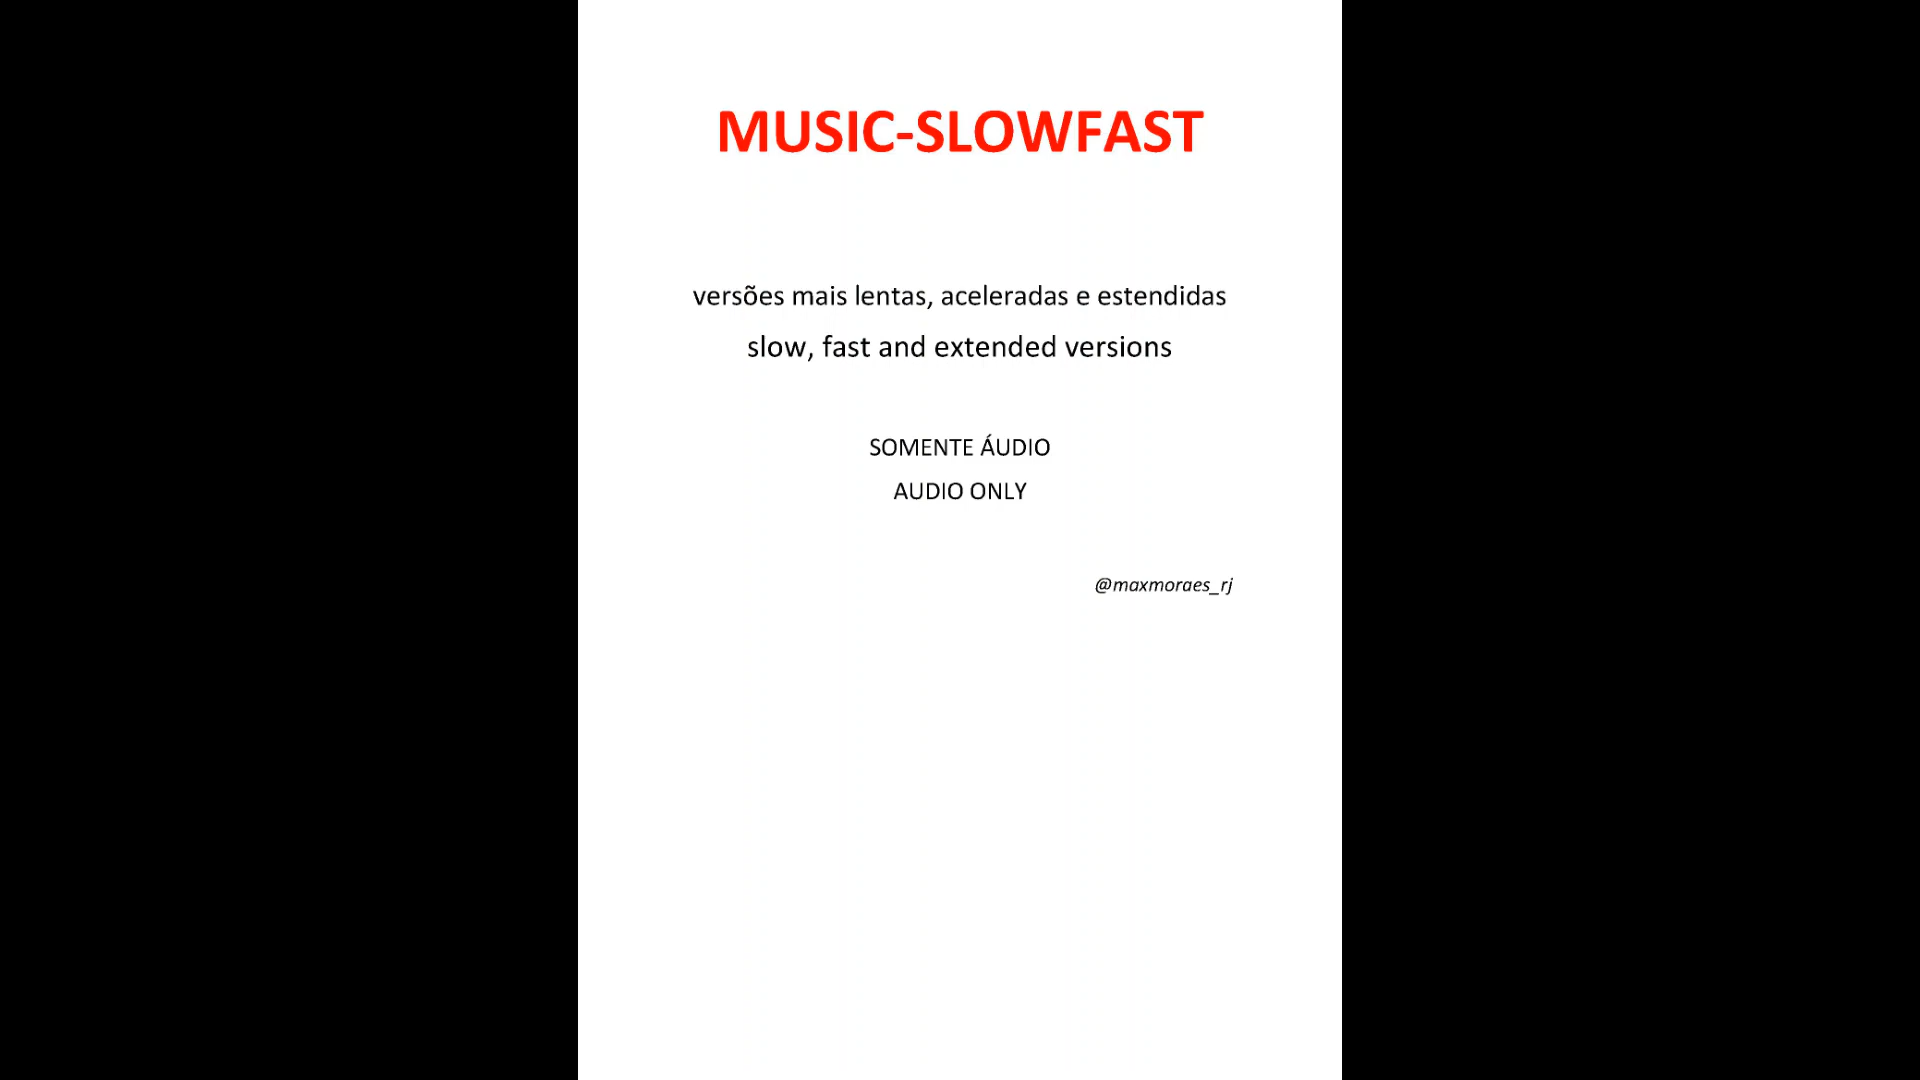 MUSIC-SLOWFAST
versões mais lentas, aceleradas e estendidas
slow, fast and extended versions
SOMENTE ÁUDIO
AUDIO ONLY
@maxmoraes_rj